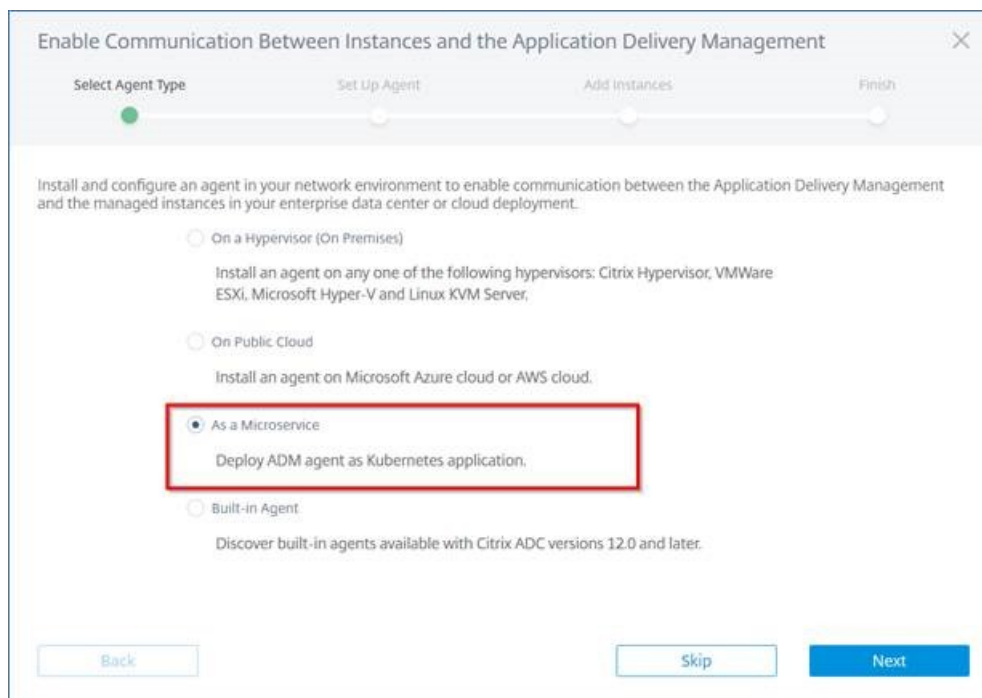 Enable Communication Between Instances and the Application Delivery Management
Select Agent Type
Set Up Agent
Add Instances
Finish
Install and configure an agent in your network environment to enable communication between the Application Delivery Management
and the managed instances in your enterprise data center or cloud deployment.
On a Hypervisor (On Premises)
Install an agent on any one of the following hypervisors: Citrix Hypervisor, VMWare
ESXi, Microsoft Hyper-V and Linux KVM Server.
On Public Cloud
Install an agent on Microsoft Azure cloud or AWS cloud.
As a Microservice
Deploy ADM agent as Kubernetes application.
Built-in Agent
Discover built-in agents available with Citrix ADC versions 12.0 and later.
Back
Skip
Next